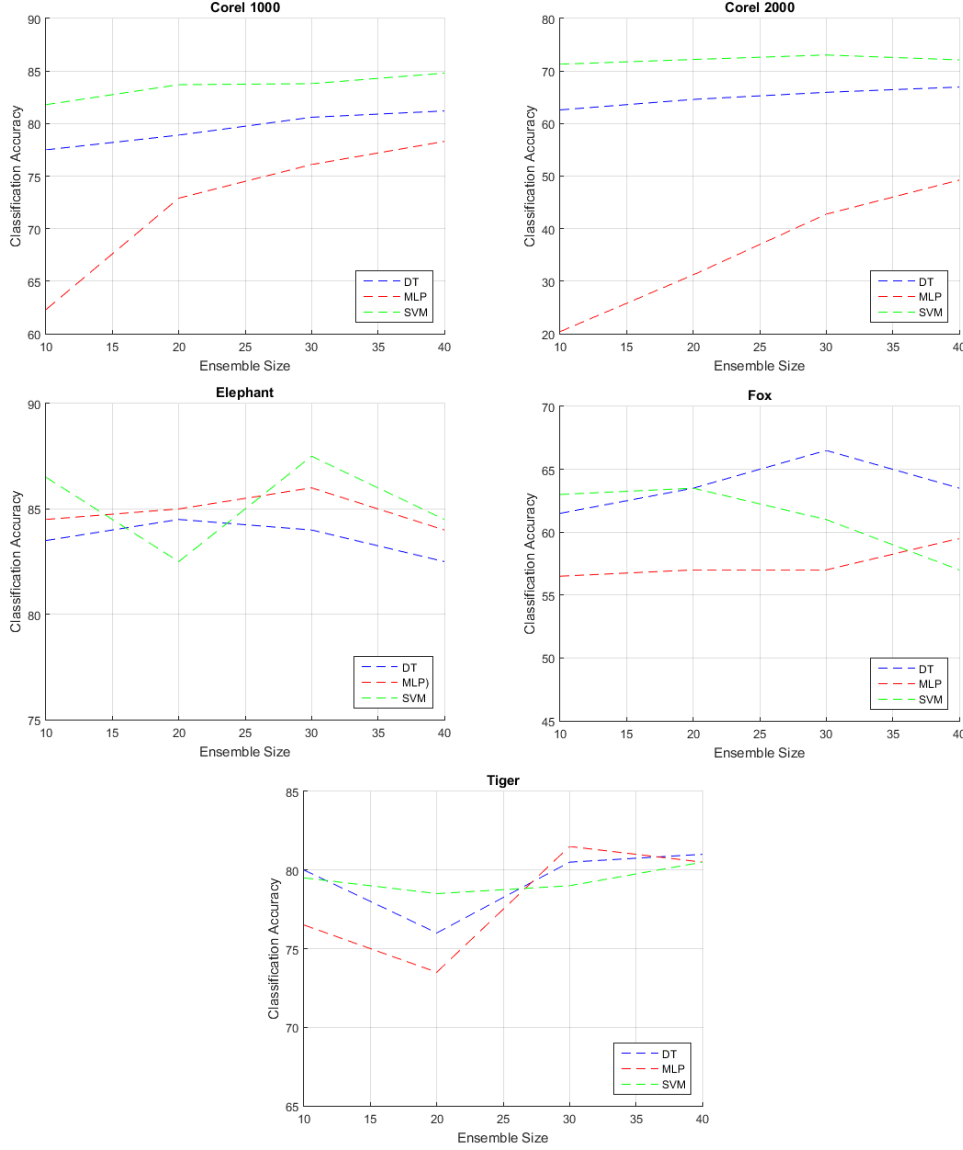 Corel 1000
90
85
80
75
70
65
60
Classification Accuracy
10 15 20 25 30 35 40
Ensemble Size
DT
MLP
SVM
Corel 2000
80
70
60
50
40
30
20
Classification Accuracy
10 15 20 25 30 35 40
Ensemble Size
DT
MLP
SVM
Elephant
90
85
80
75
Classification Accuracy
10 15 20 25 30 35 40
Ensemble Size
DT
MLP)
SVM
Fox
70
65
60
55
50
45
Classification Accuracy
10 15 20 25 30 35 40
Ensemble Size
DT
MLP
SVM
Tiger
85
80
75
70
65
Classification Accuracy
10 15 20 25 30 35 40
Ensemble Size
DT
MLP
SVM